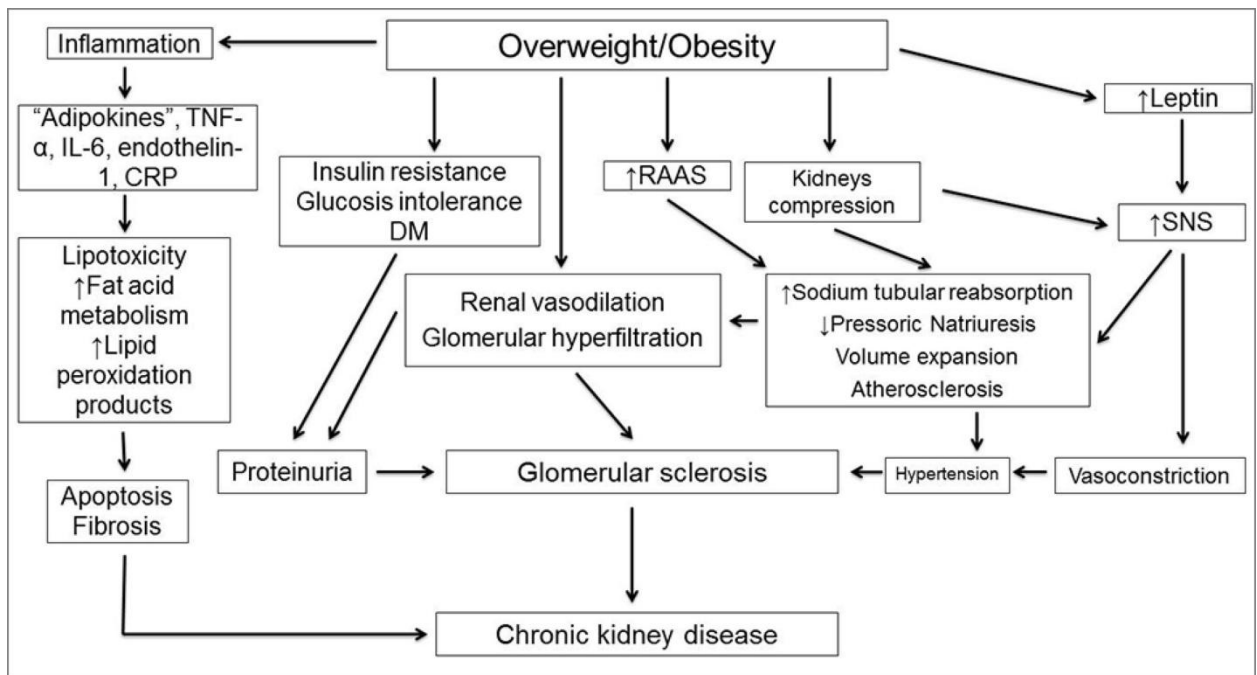 Inflammation
Overweight/Obesity
↑Leptin
“Adipokines”, TNF-
α, IL-6, endothelin-
1, CRP
Insulin resistance
Glucosis intolerance
DM
↑RAAS
Kidneys
compression
↑SNS
Lipotoxicity
↑Fat acid
metabolism
↑Lipid
peroxidation
products
Renal vasodilation
Glomerular hyperfiltration
↑Sodium tubular reabsorption
↓Pressoric Natriuresis
Volume expansion
Atherosclerosis
Apoptosis
Fibrosis
Proteinuria
Glomerular sclerosis
Hypertension
Vasoconstriction
Chronic kidney disease